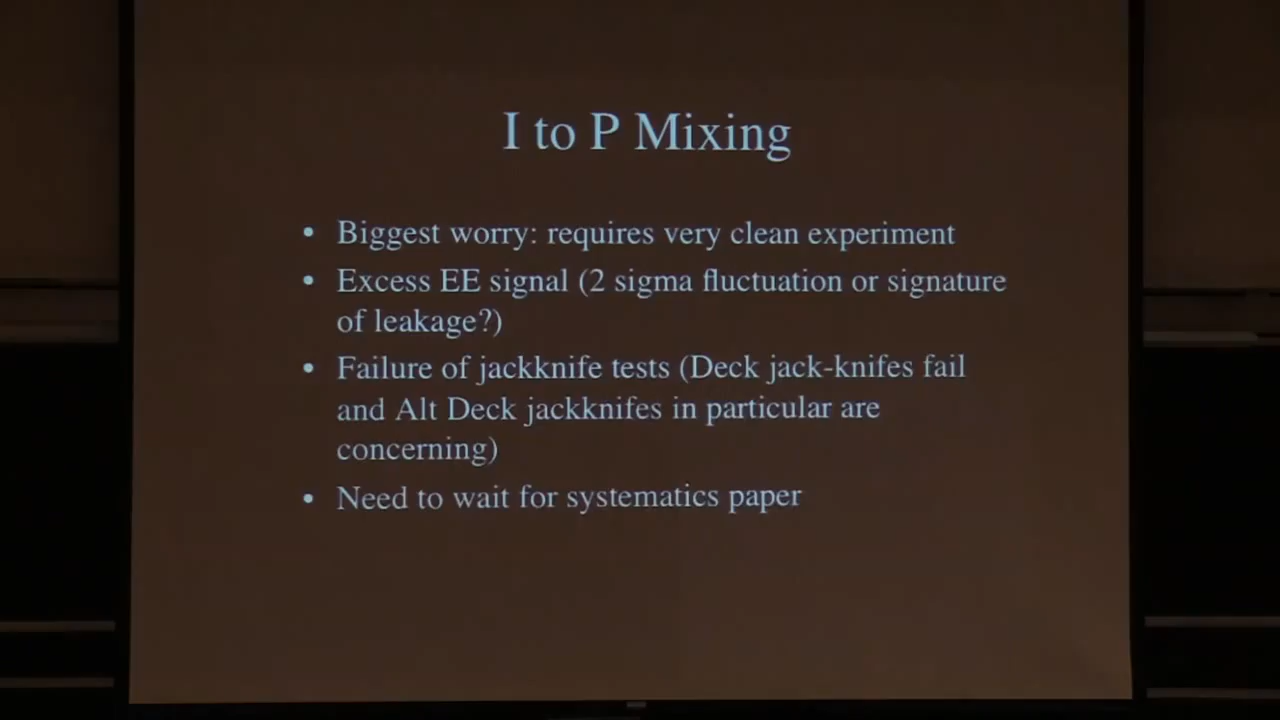 I to P Mixing
• Biggest worry: requires very clean experiment
• Excess EE signal (2 sigma fluctuation or signature
of leakage?)
• Failure of jackknife tests (Deck jack-knifes fail
and Alt Deck jackknifes in particular are
concerning)
• Need to wait for systematics paper